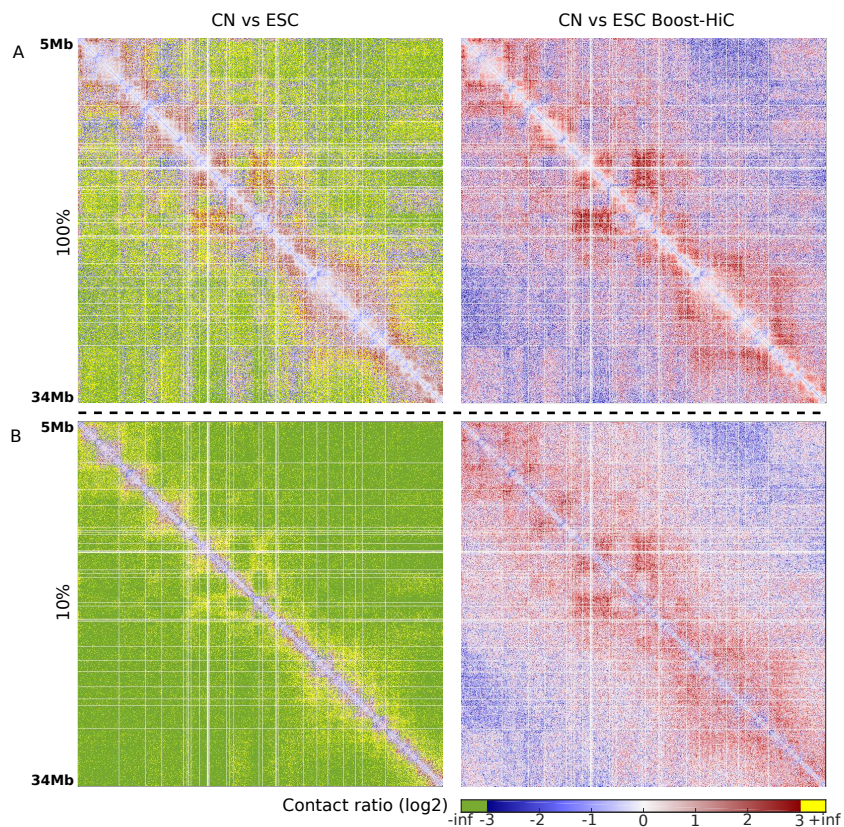 CN vs ESC
CN vs ESC Boost-HiC
A
5Mb
100%
34Mb
B
5Mb
10%
34Mb
Contact ratio (log2)
-inf -3 -2 -1 0 1 2 3 +inf